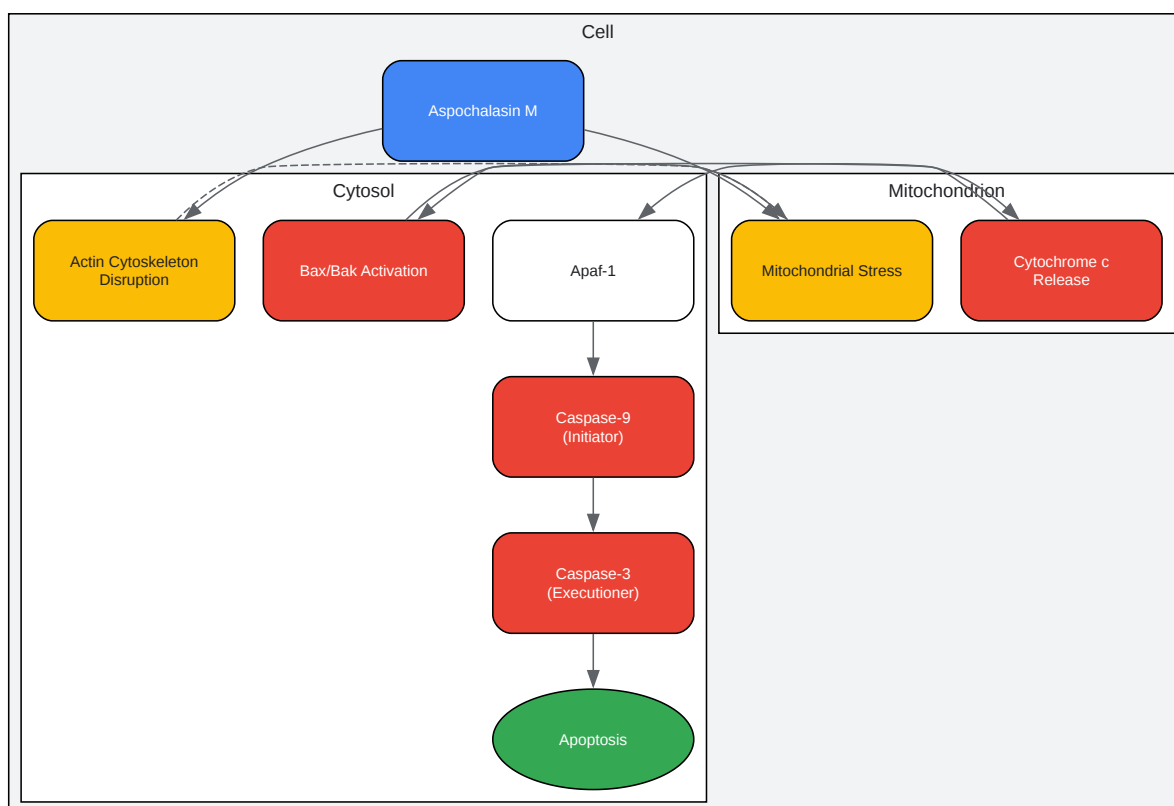 Cell
Aspochalasin M
Cytosol
Mitochondrion
Actin Cytoskeleton
Disruption
Bax/Bak Activation
Apaf-1
Mitochondrial Stress
Cytochrome c
Release
Caspase-9
(Initiator)
Caspase-3
(Executioner)
Apoptosis